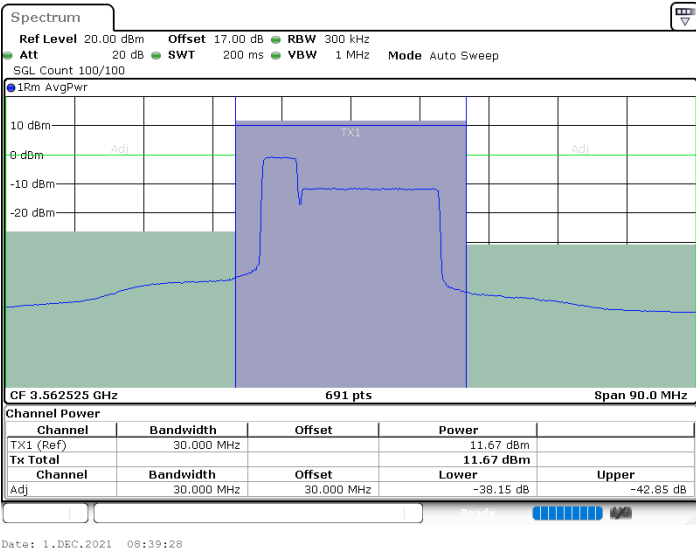 Spectrum
Ref Level 20.00 dBm Offset 17.00 dB RBW 300 kHz
Att 20 dB SWT 200 ms VBW 1 MHz Mode Auto Sweep
SGL Count 100/100
1Rm AvgPwr
10 dBm
TX1
Adj
Adj
0 dBm
-10 dBm
-20 dBm
CF 3.562525 GHz 691 pts Span 90.0 MHz
Channel Power
Channel Bandwidth Offset Power
TX1 (Ref) 30.000 MHz 11.67 dBm
Tx Total 11.67 dBm
Channel Bandwidth Offset Lower Upper
Adj 30.000 MHz 30.000 MHz -38.15 dB -42.85 dB
Ready
Date: 1.DEC.2021 08:39:28